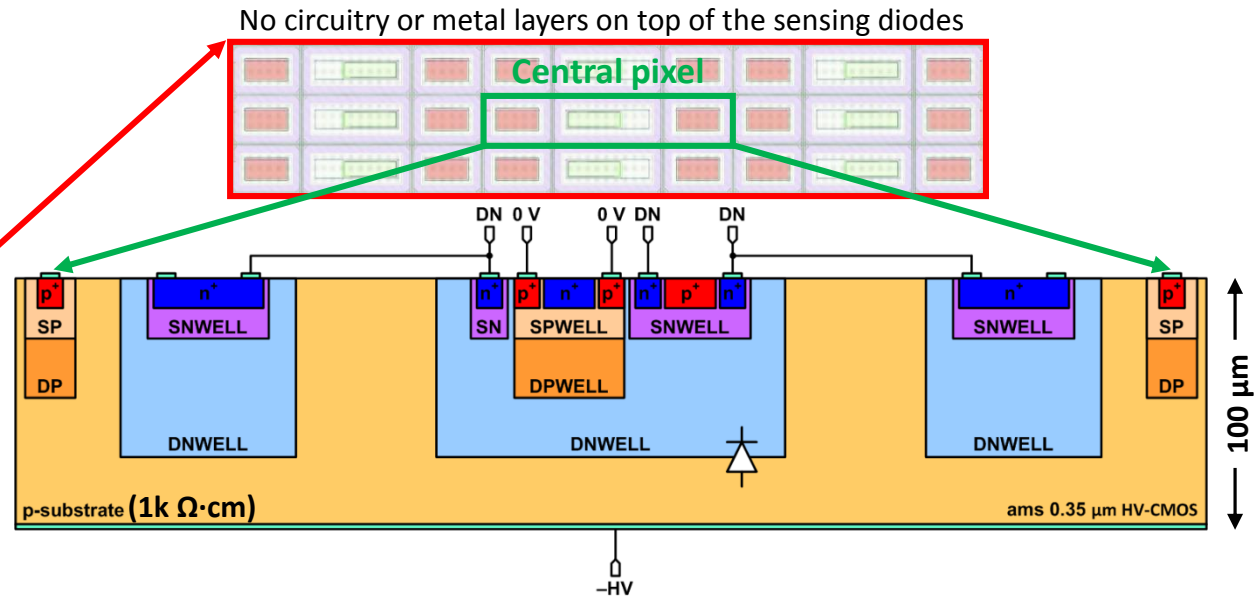 No circuitry or metal layers on top of the sensing diodes
Central pixel
DN 0 V 0 V DN DN
p+ n+ n+ p+ n+ p+ n+ p+ n+ n+ p+
SP SNWELL SN SPWELL SNWELL SNWELL SP
DP DPWELL DP
DNWELL DNWELL DNWELL
100 µm
p-substrate (1k Ω·cm) ams 0.35 µm HV-CMOS
–HV